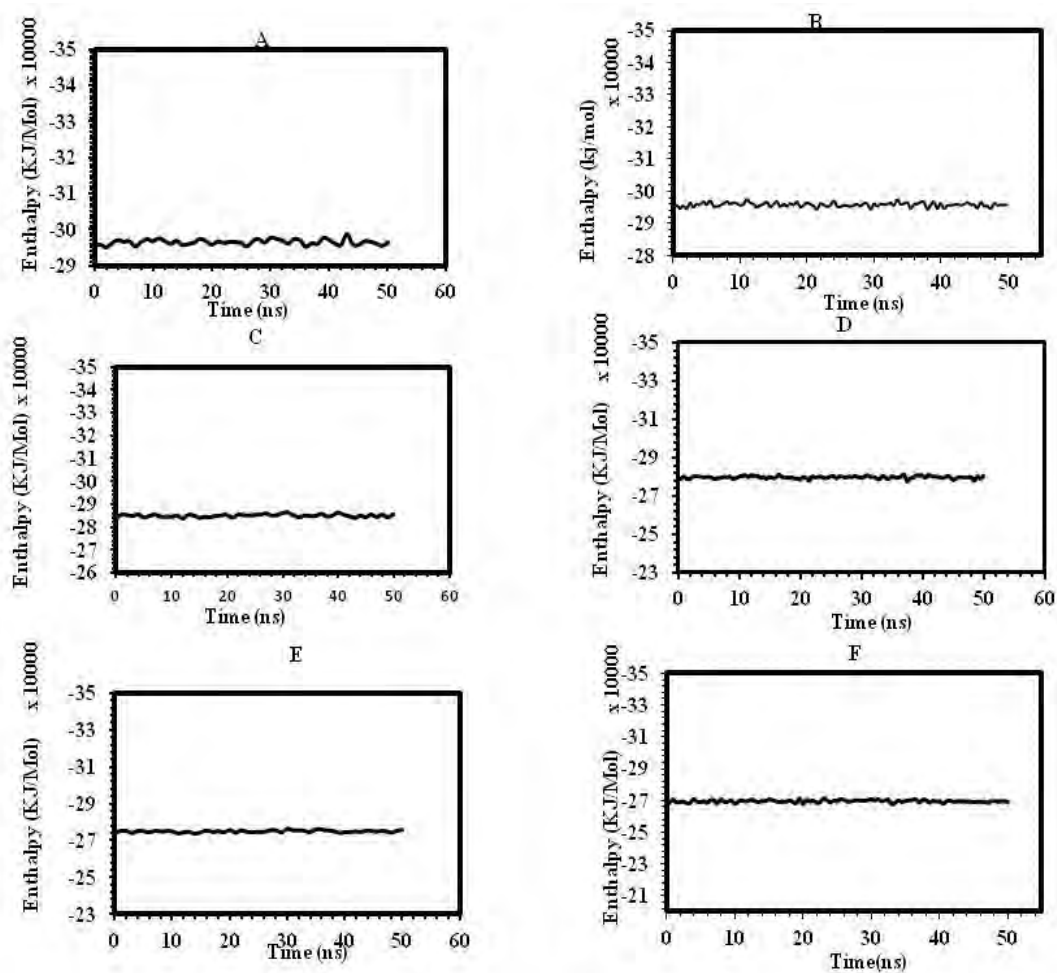 A
Enthalpy (KJ/Mol) x 10000
-35
-34
-33
-32
-31
-30
-29
0 10 20 30 40 50 60
Time (ns)
B
Enthalpy (kj/mol)
x 10000
-35
-34
-33
-32
-31
-30
-29
-28
0 10 20 30 40 50
Time (ns)
C
Enthalpy (KJ/Mol) x 10000
-35
-34
-33
-32
-31
-30
-29
-28
-27
-26
0 10 20 30 40 50 60
Time (ns)
D
Enthalpy (KJ/Mol) x 10000
-35
-33
-31
-29
-27
-25
-23
0 10 20 30 40 50 60
Time (ns)
E
Enthalpy (KJ/Mol) x 10000
-35
-33
-31
-29
-27
-25
-23
0 10 20 30 40 50 60
Time (ns)
F
Enthalpy (KJ/Mol) x 10000
-35
-33
-31
-29
-27
-25
-23
-21
0 10 20 30 40 50
Time(ns)